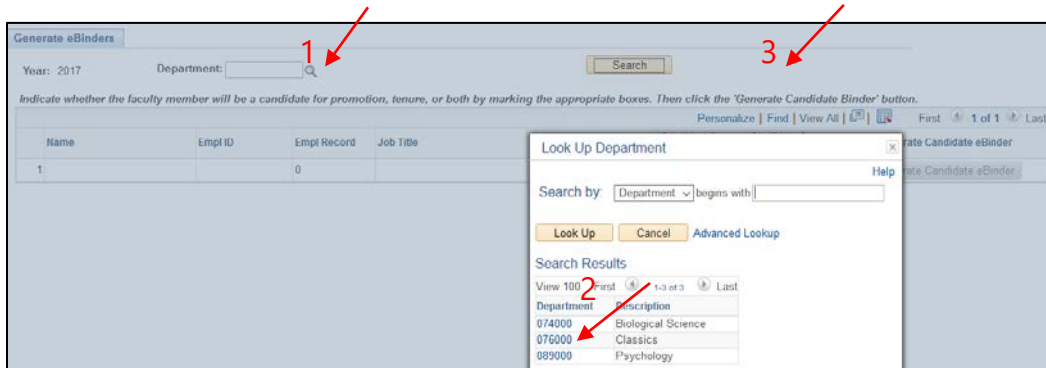 Generate eBinders
1
3
Year: 2017 Department: Search
Indicate whether the faculty member will be a candidate for promotion, tenure, or both by marking the appropriate boxes. Then click the 'Generate Candidate Binder' button.
Personalize | Find | View All | | First 1 of 1 Last
Name Empl ID Empl Record Job Title rate Candidate eBinder
1 0 rate Candidate eBinder
Look Up Department
Help
Search by: Department begins with
Look Up Cancel Advanced Lookup
Search Results
View 100 First 1-3 of 3 Last
2
Department Description
074000 Biological Science
076000 Classics
089000 Psychology